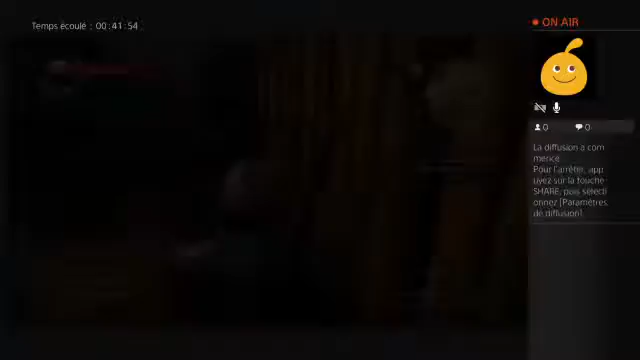 Temps écoulé : 00:41:54
ON AIR
0 0
La diffusion a com
mencé
Pour l'arrêter, app
uyez sur la touche
SHARE, puis sélecti
onnez [Paramètres
de diffusion].